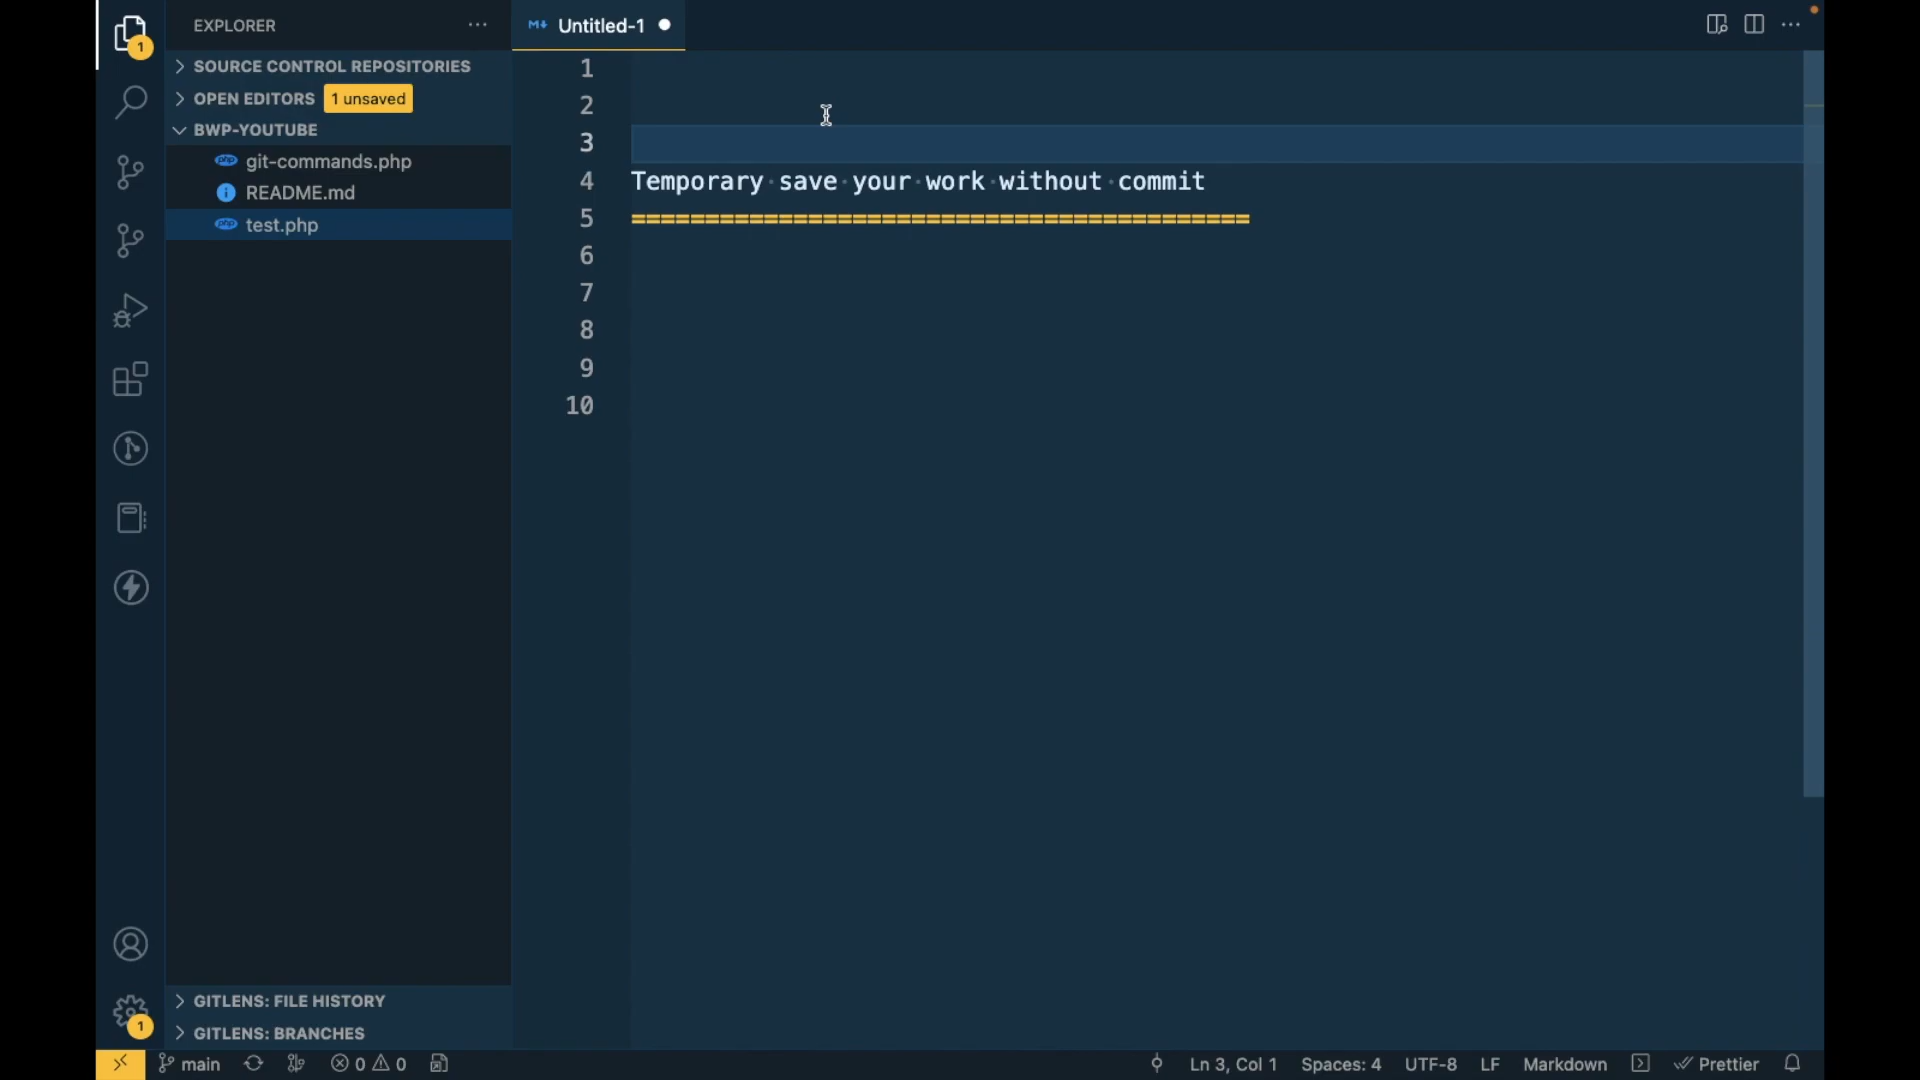 EXPLORER
Untitled-1
SOURCE CONTROL REPOSITORIES
OPEN EDITORS 1 unsaved
BWP-YOUTUBE
git-commands.php
README.md
test.php
1
2
3
4 Temporary save your work without commit
5 ==========================================
6
7
8
9
10
1
1
GITLENS: FILE HISTORY
GITLENS: BRANCHES
main 0 0 Ln 3, Col 1 Spaces: 4 UTF-8 LF Markdown Prettier